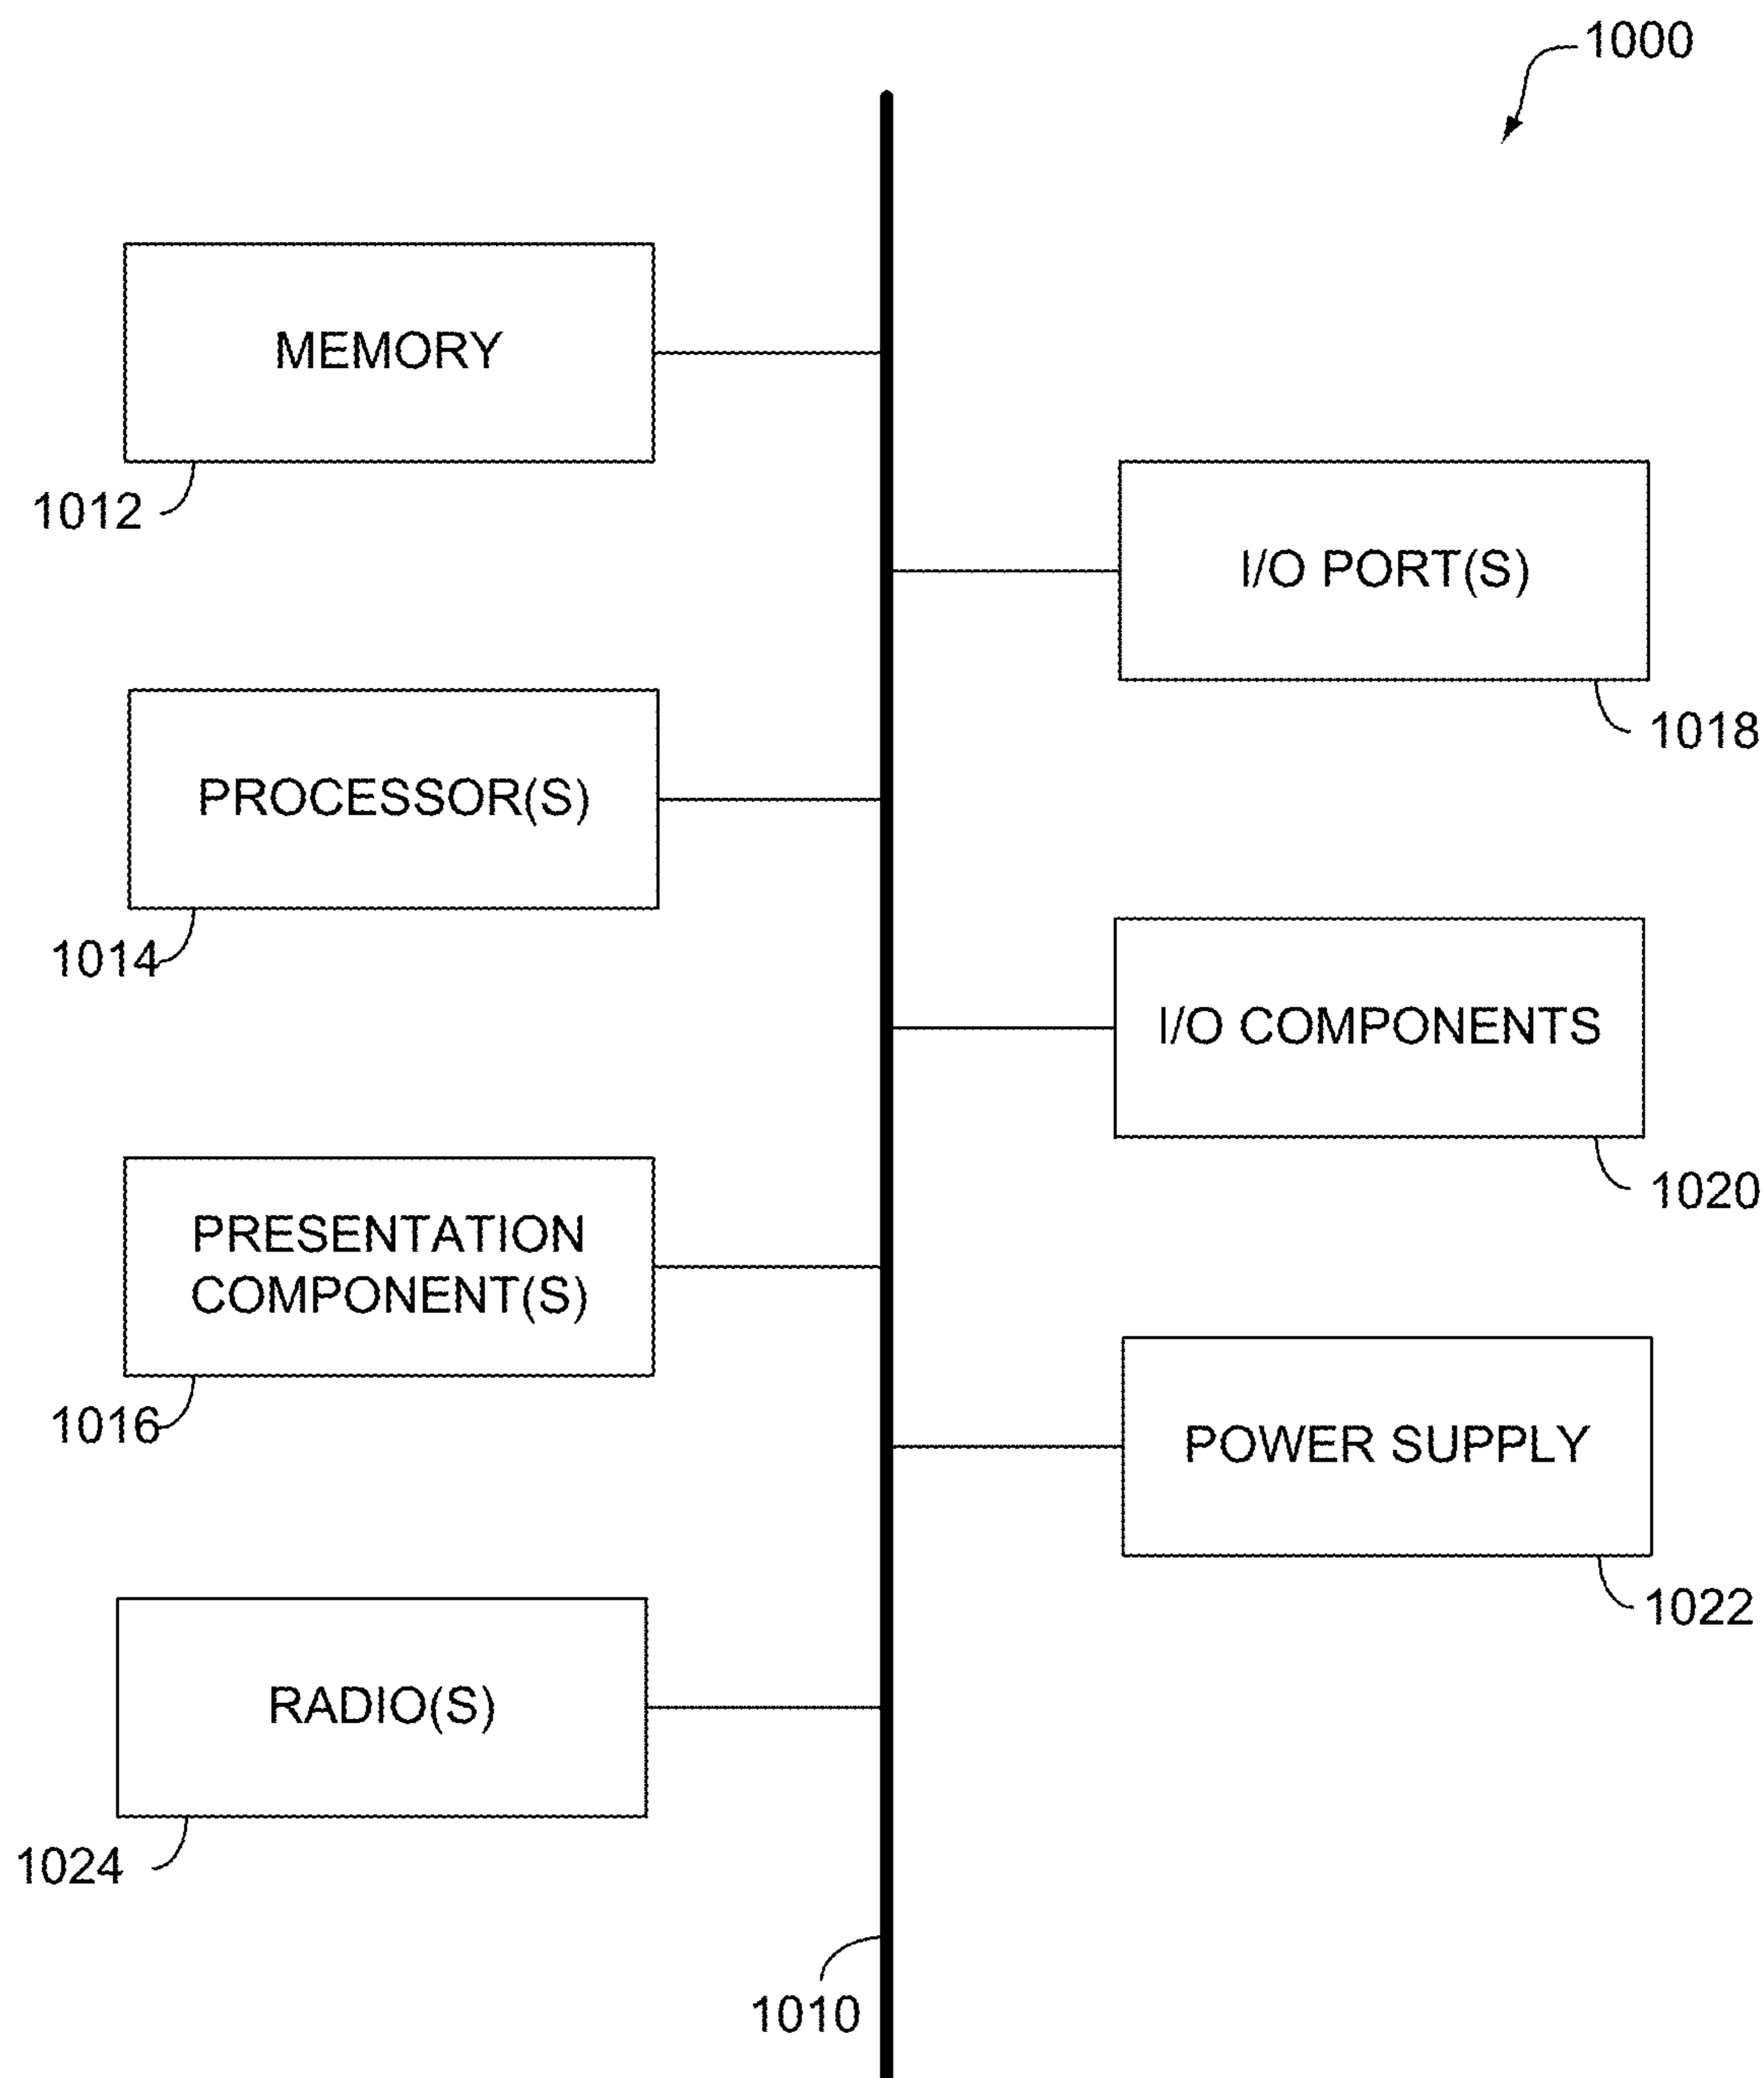 1000
MEMORY
1012
I/O PORT(S)
1018
PROCESSOR(S)
1014
I/O COMPONENTS
1020
PRESENTATION
COMPONENT(S)
1016
POWER SUPPLY
1022
RADIO(S)
1024
1010